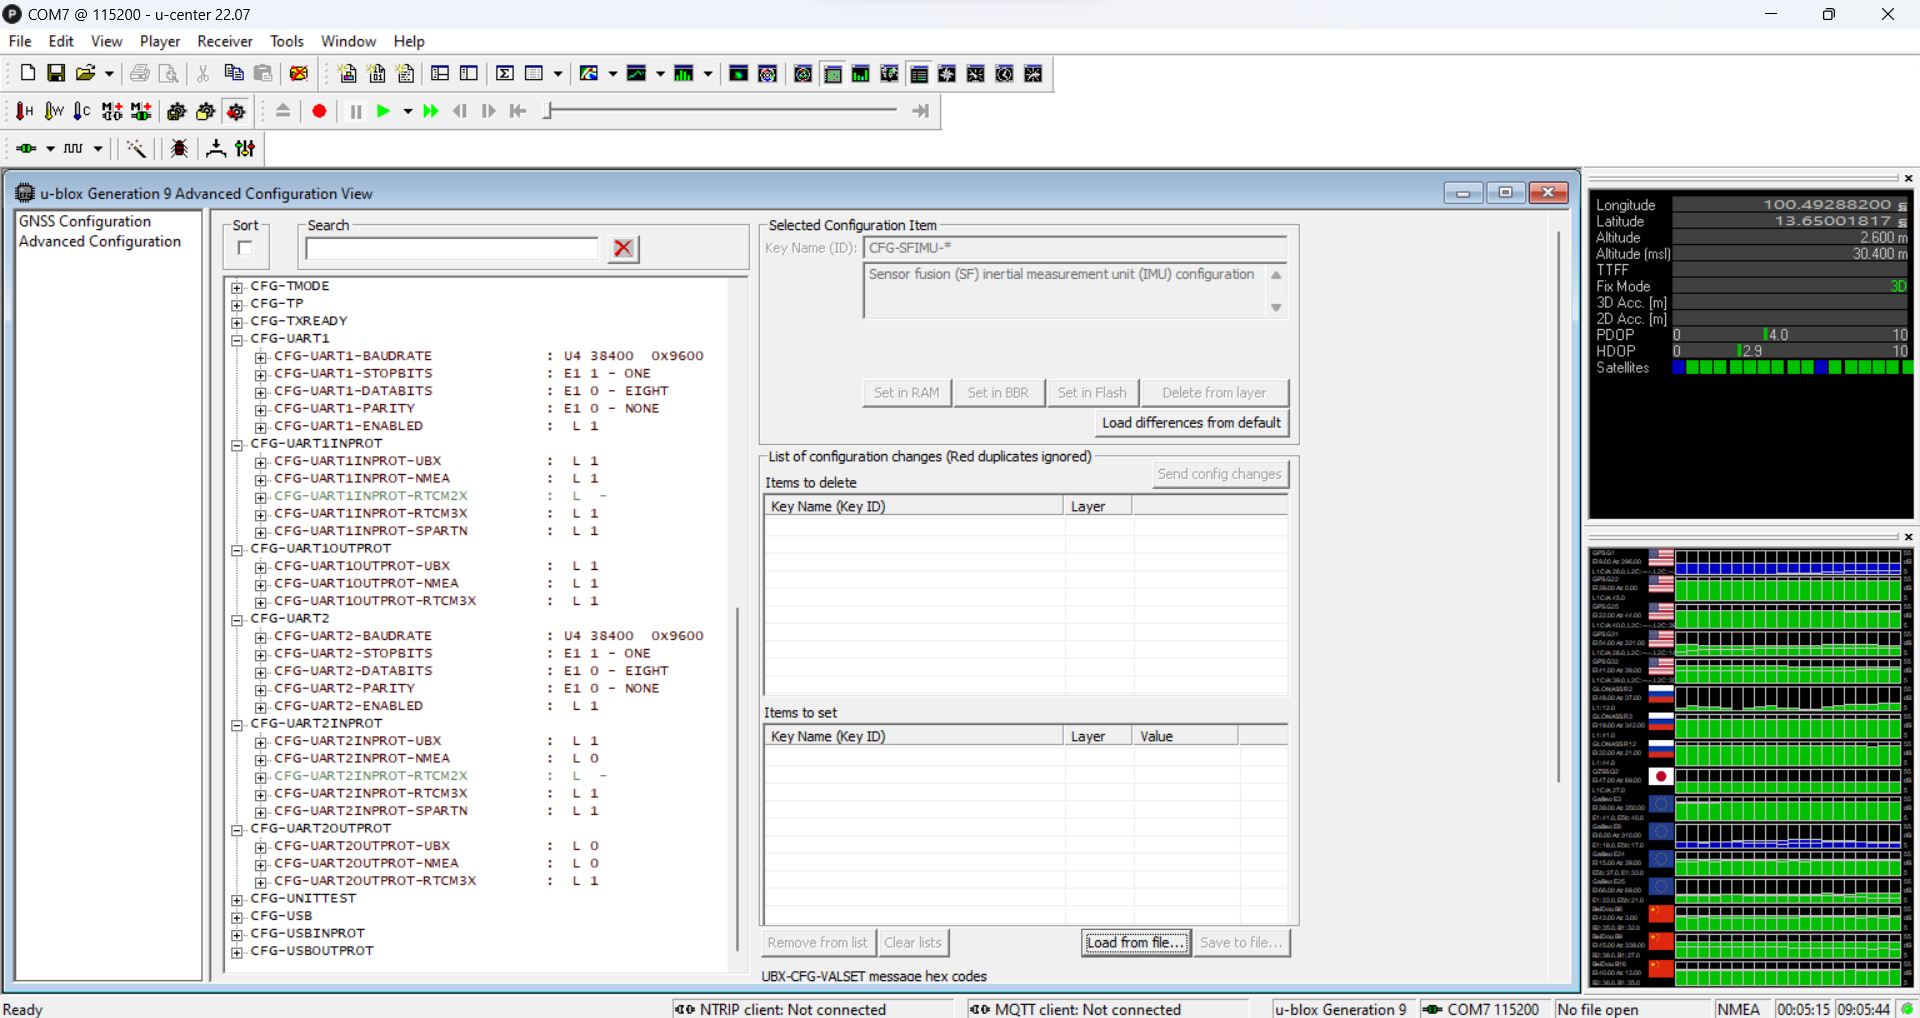 COM7 @ 115200 - u-center 22.07
File Edit View Player Receiver Tools Window Help
u-blox Generation 9 Advanced Configuration View
GNSS Configuration
Advanced Configuration
Sort
Search
CFG-TMODE
CFG-TP
CFG-TXREADY
CFG-UART1
CFG-UART1-BAUDRATE : U4 38400 0x9600
CFG-UART1-STOPBITS : E1 1 - ONE
CFG-UART1-DATABITS : E1 0 - EIGHT
CFG-UART1-PARITY : E1 0 - NONE
CFG-UART1-ENABLED : L 1
CFG-UART1INPROT
CFG-UART1INPROT-UBX : L 1
CFG-UART1INPROT-NMEA : L 1
CFG-UART1INPROT-RTCM2X : L -
CFG-UART1INPROT-RTCM3X : L 1
CFG-UART1INPROT-SPARTN : L 1
CFG-UART1OUTPROT
CFG-UART1OUTPROT-UBX : L 1
CFG-UART1OUTPROT-NMEA : L 1
CFG-UART1OUTPROT-RTCM3X : L 1
CFG-UART2
CFG-UART2-BAUDRATE : U4 38400 0x9600
CFG-UART2-STOPBITS : E1 1 - ONE
CFG-UART2-DATABITS : E1 0 - EIGHT
CFG-UART2-PARITY : E1 0 - NONE
CFG-UART2-ENABLED : L 1
CFG-UART2INPROT
CFG-UART2INPROT-UBX : L 1
CFG-UART2INPROT-NMEA : L 0
CFG-UART2INPROT-RTCM2X : L -
CFG-UART2INPROT-RTCM3X : L 1
CFG-UART2INPROT-SPARTN : L 1
CFG-UART2OUTPROT
CFG-UART2OUTPROT-UBX : L 0
CFG-UART2OUTPROT-NMEA : L 0
CFG-UART2OUTPROT-RTCM3X : L 1
CFG-UNITTEST
CFG-USB
CFG-USBINPROT
CFG-USBOUTPROT
Selected Configuration Item
Key Name (ID): CFG-SFIMU-*
Sensor fusion (SF) inertial measurement unit (IMU) configuration
Set in RAM Set in BBR Set in Flash Delete from layer
Load differences from default
List of configuration changes (Red duplicates ignored)
Send config changes
Items to delete
Key Name (Key ID) Layer
Items to set
Key Name (Key ID) Layer Value
Remove from list Clear lists Load from file... Save to file...
UBX-CFG-VALSET message hex codes
Longitude 100.49288200
Latitude 13.65001817
Altitude 2.600 m
Altitude (msl) 30.400 m
TTFF
Fix Mode 3D
3D Acc. [m]
2D Acc. [m]
PDOP 0 4.0 10
HDOP 0 2.9 10
Satellites
Ready NTRIP client: Not connected MQTT client: Not connected u-blox Generation 9 COM7 115200 No file open NMEA 00:05:15 09:05:44